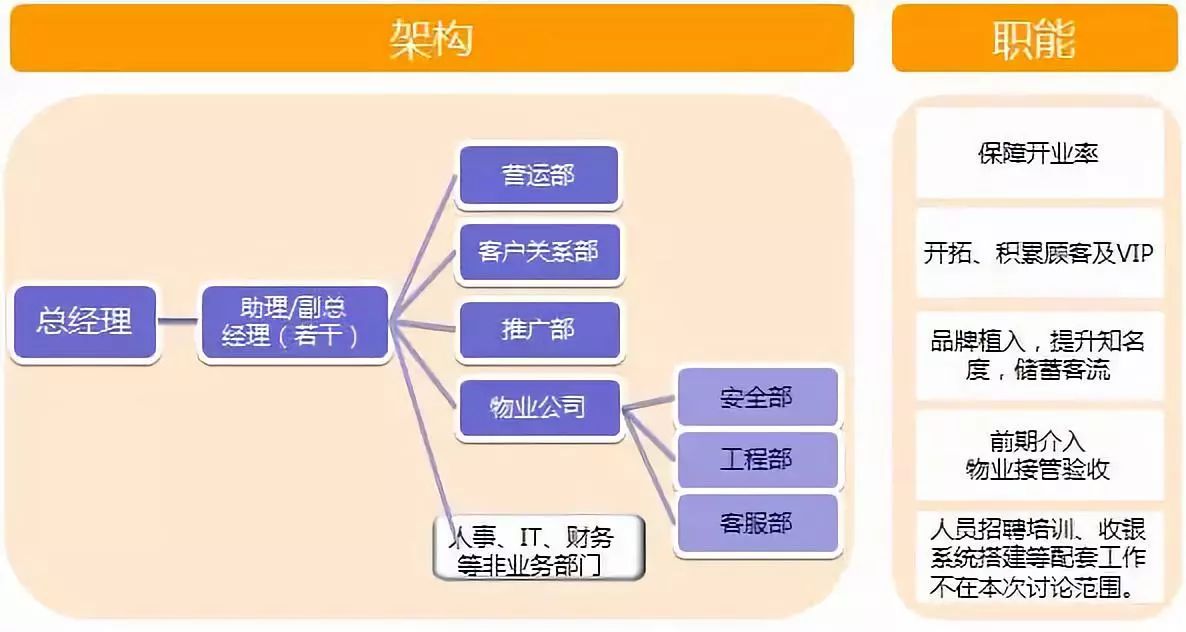 架构
职能
总经理
助理/副总
经理（若干）
营运部
客户关系部
推广部
物业公司
安全部
工程部
客服部
人事、IT、财务
等非业务部门
保障开业率
开拓、积累顾客及VIP
品牌植入，提升知名
度，储蓄客流
前期介入
物业接管验收
人员招聘培训、收银
系统搭建等配套工作
不在本次讨论范围。